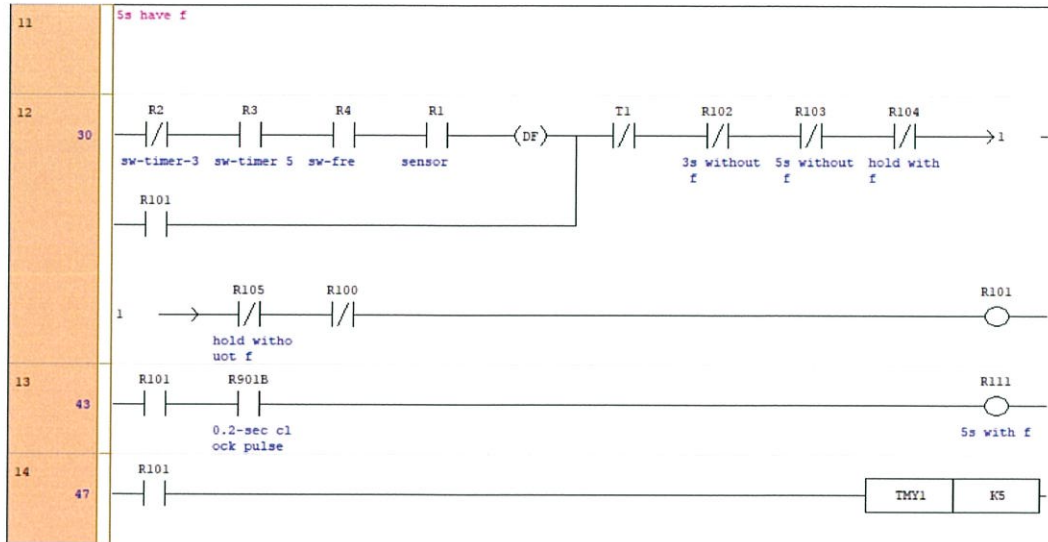 11
5s have f
12
30
R2 R3 R4 R1 T1 R102 R103 R104
(DF) 1
sw-timer-3 sw-timer 5 sw-fre sensor 3s without f 5s without f hold with f
R101
R105 R100 R101
1
hold witho
uot f
13
R101 R901B R111
43
0.2-sec cl
ock pulse
5s with f
14
R101
47
TMY1 K5